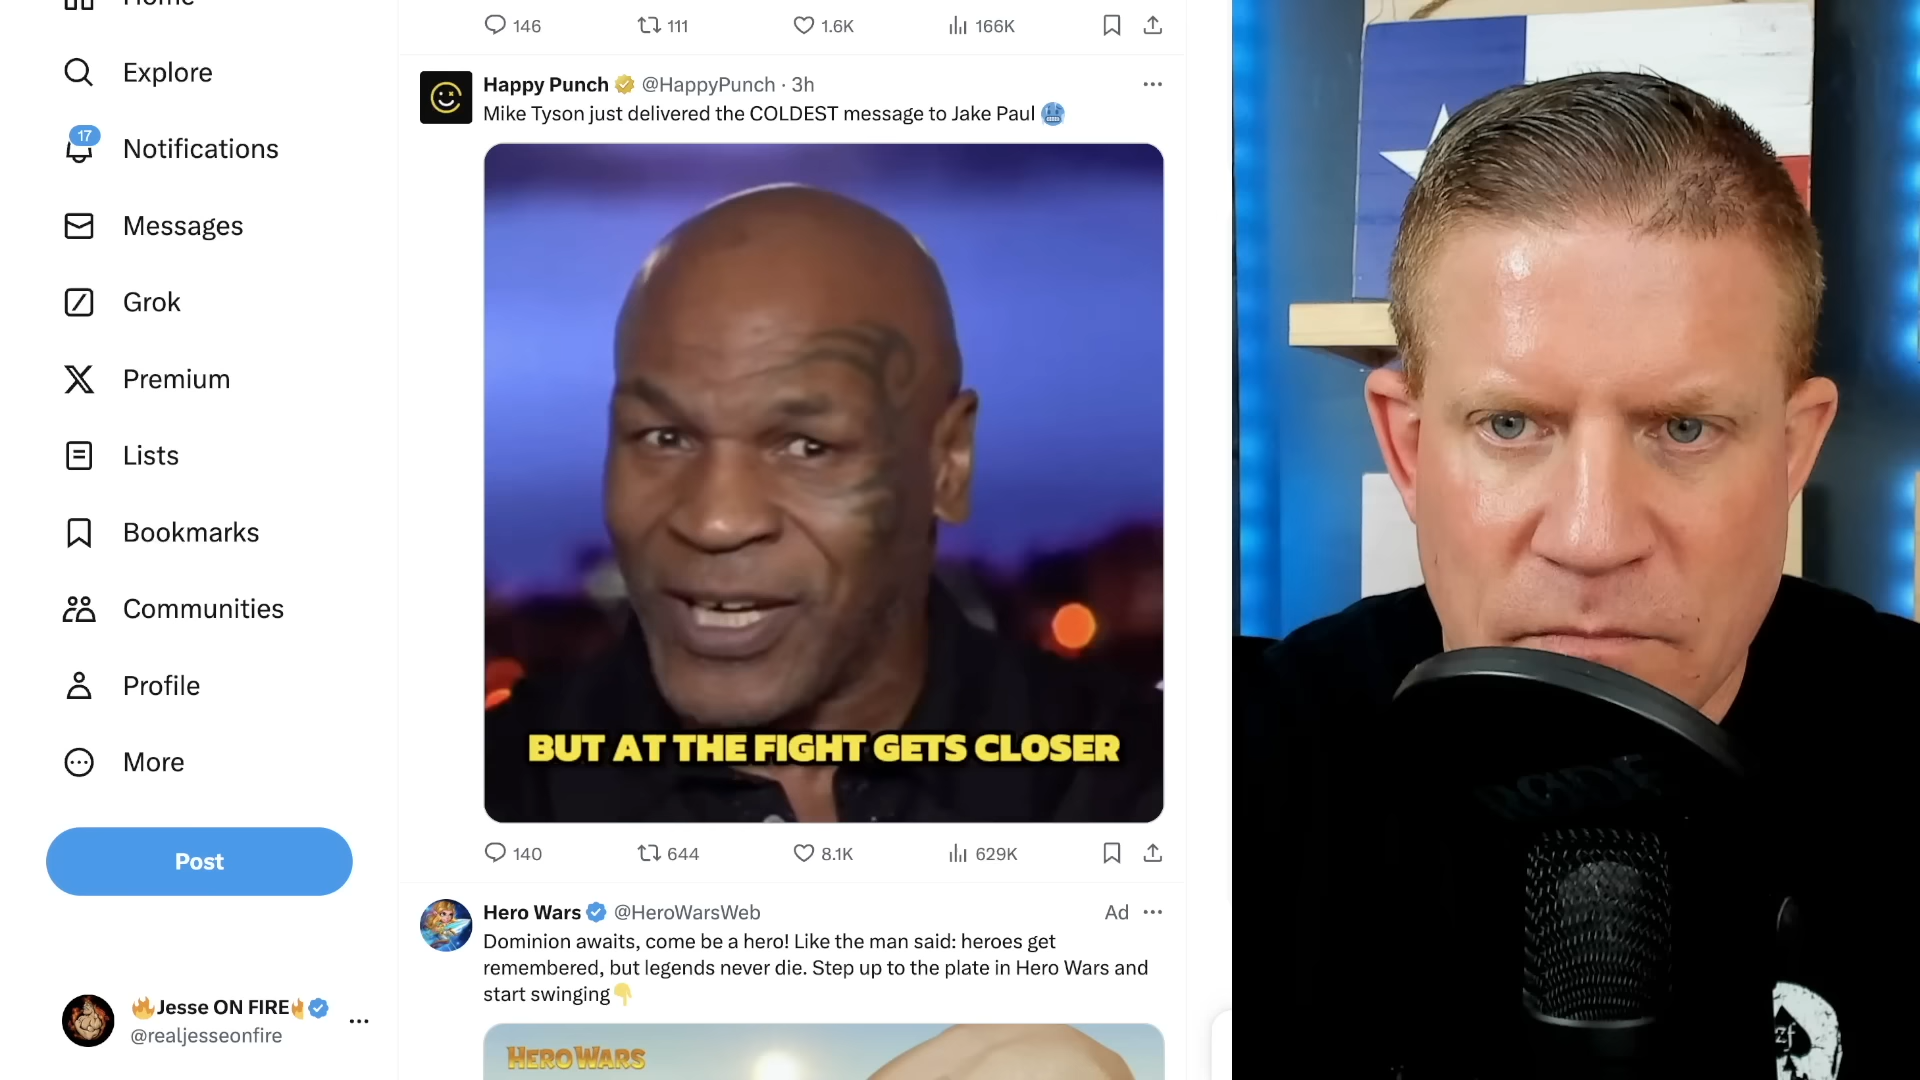 Home
Explore
17
Notifications
Messages
Grok
Premium
Lists
Bookmarks
Communities
Profile
More
Post
🔥Jesse ON FIRE🔥
@realjesseonfire
146 111 1.6K 166K
Happy Punch @HappyPunch · 3h
Mike Tyson just delivered the COLDEST message to Jake Paul 🥶
BUT AT THE FIGHT GETS CLOSER
140 644 8.1K 629K
Hero Wars @HeroWarsWeb Ad
Dominion awaits, come be a hero! Like the man said: heroes get
remembered, but legends never die. Step up to the plate in Hero Wars and
start swinging👇
HERO WARS
RODE
zf